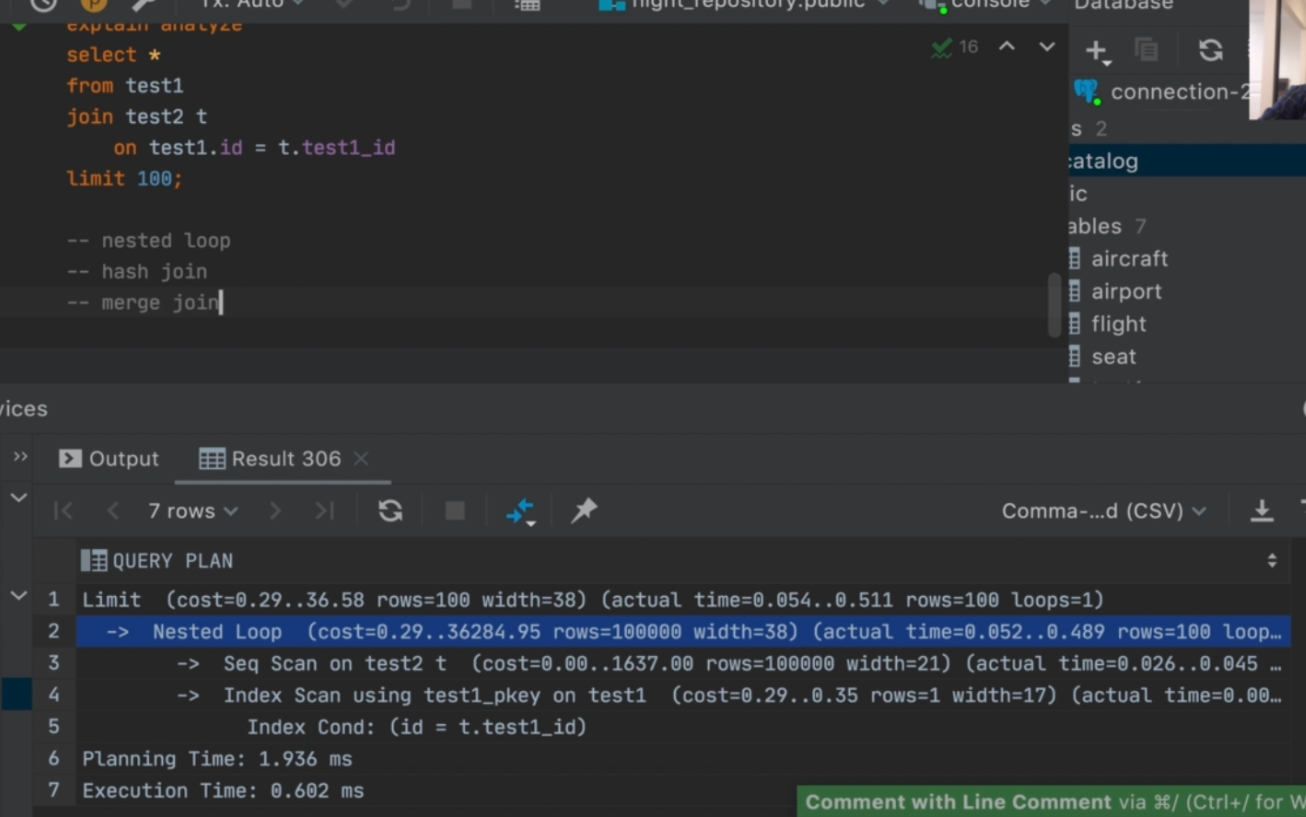 Tx: Auto
flight_repository.public
console
Database
explain analyze
select *
16
from test1
connection-2
join test2 t
s 2
on test1.id = t.test1_id
catalog
limit 100;
ic
ables 7
-- nested loop
aircraft
-- hash join
airport
-- merge join
flight
seat
vices
Output
Result 306
7 rows
Comma-...d (CSV)
QUERY PLAN
1 Limit (cost=0.29..36.58 rows=100 width=38) (actual time=0.054..0.511 rows=100 loops=1)
2 -> Nested Loop (cost=0.29..36284.95 rows=100000 width=38) (actual time=0.052..0.489 rows=100 loop…
3 -> Seq Scan on test2 t (cost=0.00..1637.00 rows=100000 width=21) (actual time=0.026..0.045 …
4 -> Index Scan using test1_pkey on test1 (cost=0.29..0.35 rows=1 width=17) (actual time=0.00…
5 Index Cond: (id = t.test1_id)
6 Planning Time: 1.936 ms
7 Execution Time: 0.602 ms
Comment with Line Comment via ⌘/ (Ctrl+/ for W